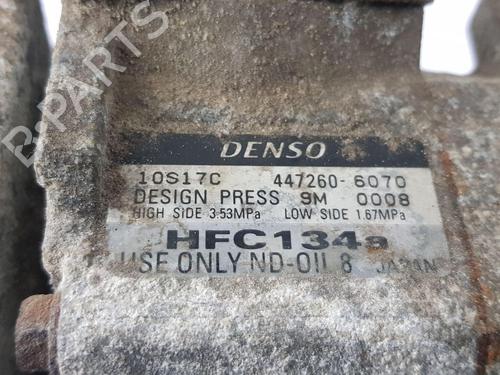 DENSO
10S17C 447260-6070
DESIGN PRESS 9M 0008
HIGH SIDE 3.53MPa LOW SIDE 1.67MPa
HFC134a
USE ONLY ND-OIl 8 JAPAN
B-PARTS